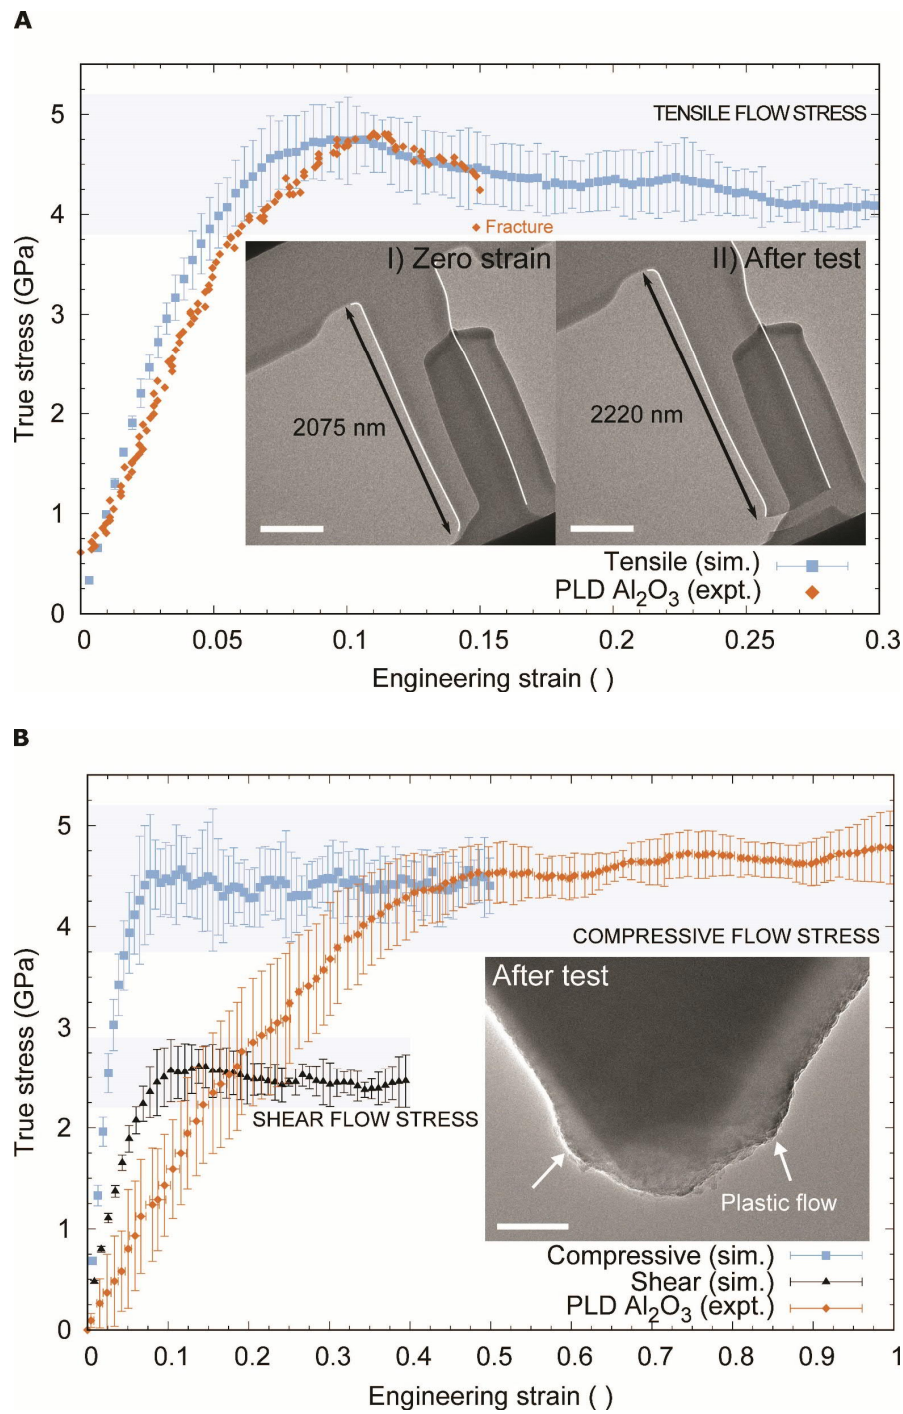 A
5
4
3
2
1
0
True stress (GPa)
TENSILE FLOW STRESS
Fracture
I) Zero strain
II) After test
2075 nm
2220 nm
Tensile (sim.)
PLD Al₂O₃ (expt.)
0 0.05 0.1 0.15 0.2 0.25 0.3
Engineering strain ( )
B
5
4
3
2
1
0
True stress (GPa)
COMPRESSIVE FLOW STRESS
After test
SHEAR FLOW STRESS
Plastic flow
Compressive (sim.)
Shear (sim.)
PLD Al₂O₃ (expt.)
0 0.1 0.2 0.3 0.4 0.5 0.6 0.7 0.8 0.9 1
Engineering strain ( )